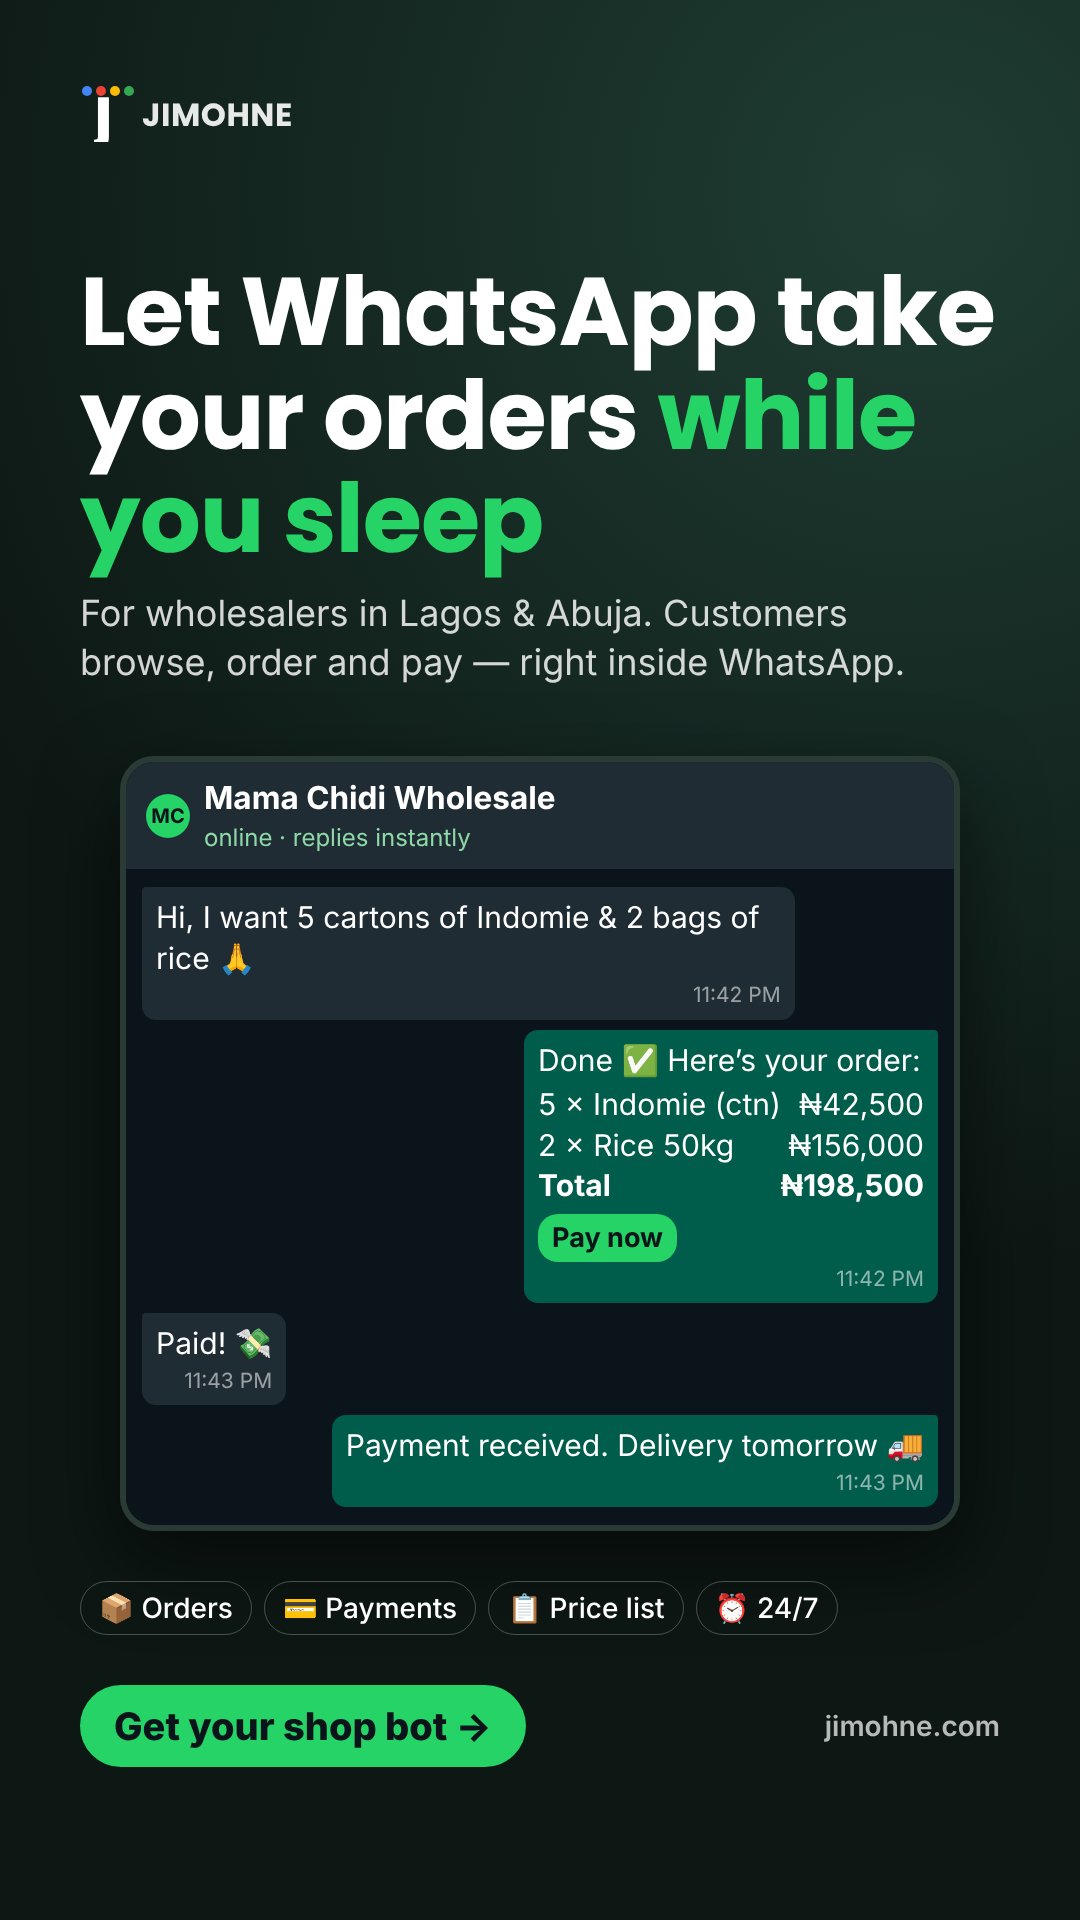 JIMOHNE
Let WhatsApp take
your orders while
you sleep
For wholesalers in Lagos & Abuja. Customers
browse, order and pay — right inside WhatsApp.
MC
Mama Chidi Wholesale
online · replies instantly
Hi, I want 5 cartons of Indomie & 2 bags of
rice 🙏
11:42 PM
Done ✅ Here’s your order:
5 × Indomie (ctn) ₦42,500
2 × Rice 50kg ₦156,000
Total ₦198,500
Pay now
11:42 PM
Paid! 💸
11:43 PM
Payment received. Delivery tomorrow 🚚
11:43 PM
📦 Orders 💳 Payments 📋 Price list ⏰ 24/7
Get your shop bot →
jimohne.com